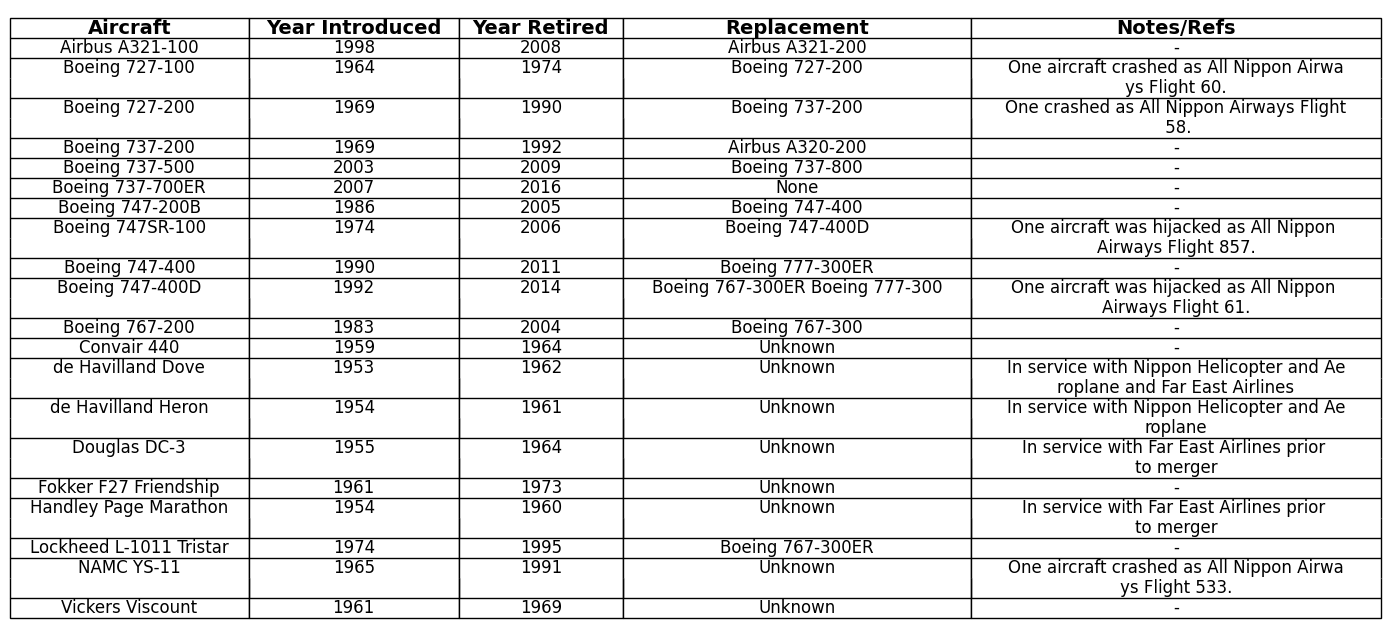 Aircraft Year Introduced Year Retired Replacement Notes/Refs
Airbus A321-100 1998 2008 Airbus A321-200 -
Boeing 727-100 1964 1974 Boeing 727-200 One aircraft crashed as All Nippon Airwa
ys Flight 60.
Boeing 727-200 1969 1990 Boeing 737-200 One crashed as All Nippon Airways Flight
58.
Boeing 737-200 1969 1992 Airbus A320-200 -
Boeing 737-500 2003 2009 Boeing 737-800 -
Boeing 737-700ER 2007 2016 None -
Boeing 747-200B 1986 2005 Boeing 747-400 -
Boeing 747SR-100 1974 2006 Boeing 747-400D One aircraft was hijacked as All Nippon
Airways Flight 857.
Boeing 747-400 1990 2011 Boeing 777-300ER -
Boeing 747-400D 1992 2014 Boeing 767-300ER Boeing 777-300 One aircraft was hijacked as All Nippon
Airways Flight 61.
Boeing 767-200 1983 2004 Boeing 767-300 -
Convair 440 1959 1964 Unknown -
de Havilland Dove 1953 1962 Unknown In service with Nippon Helicopter and Ae
roplane and Far East Airlines
de Havilland Heron 1954 1961 Unknown In service with Nippon Helicopter and Ae
roplane
Douglas DC-3 1955 1964 Unknown In service with Far East Airlines prior
to merger
Fokker F27 Friendship 1961 1973 Unknown -
Handley Page Marathon 1954 1960 Unknown In service with Far East Airlines prior
to merger
Lockheed L-1011 Tristar 1974 1995 Boeing 767-300ER -
NAMC YS-11 1965 1991 Unknown One aircraft crashed as All Nippon Airwa
ys Flight 533.
Vickers Viscount 1961 1969 Unknown -